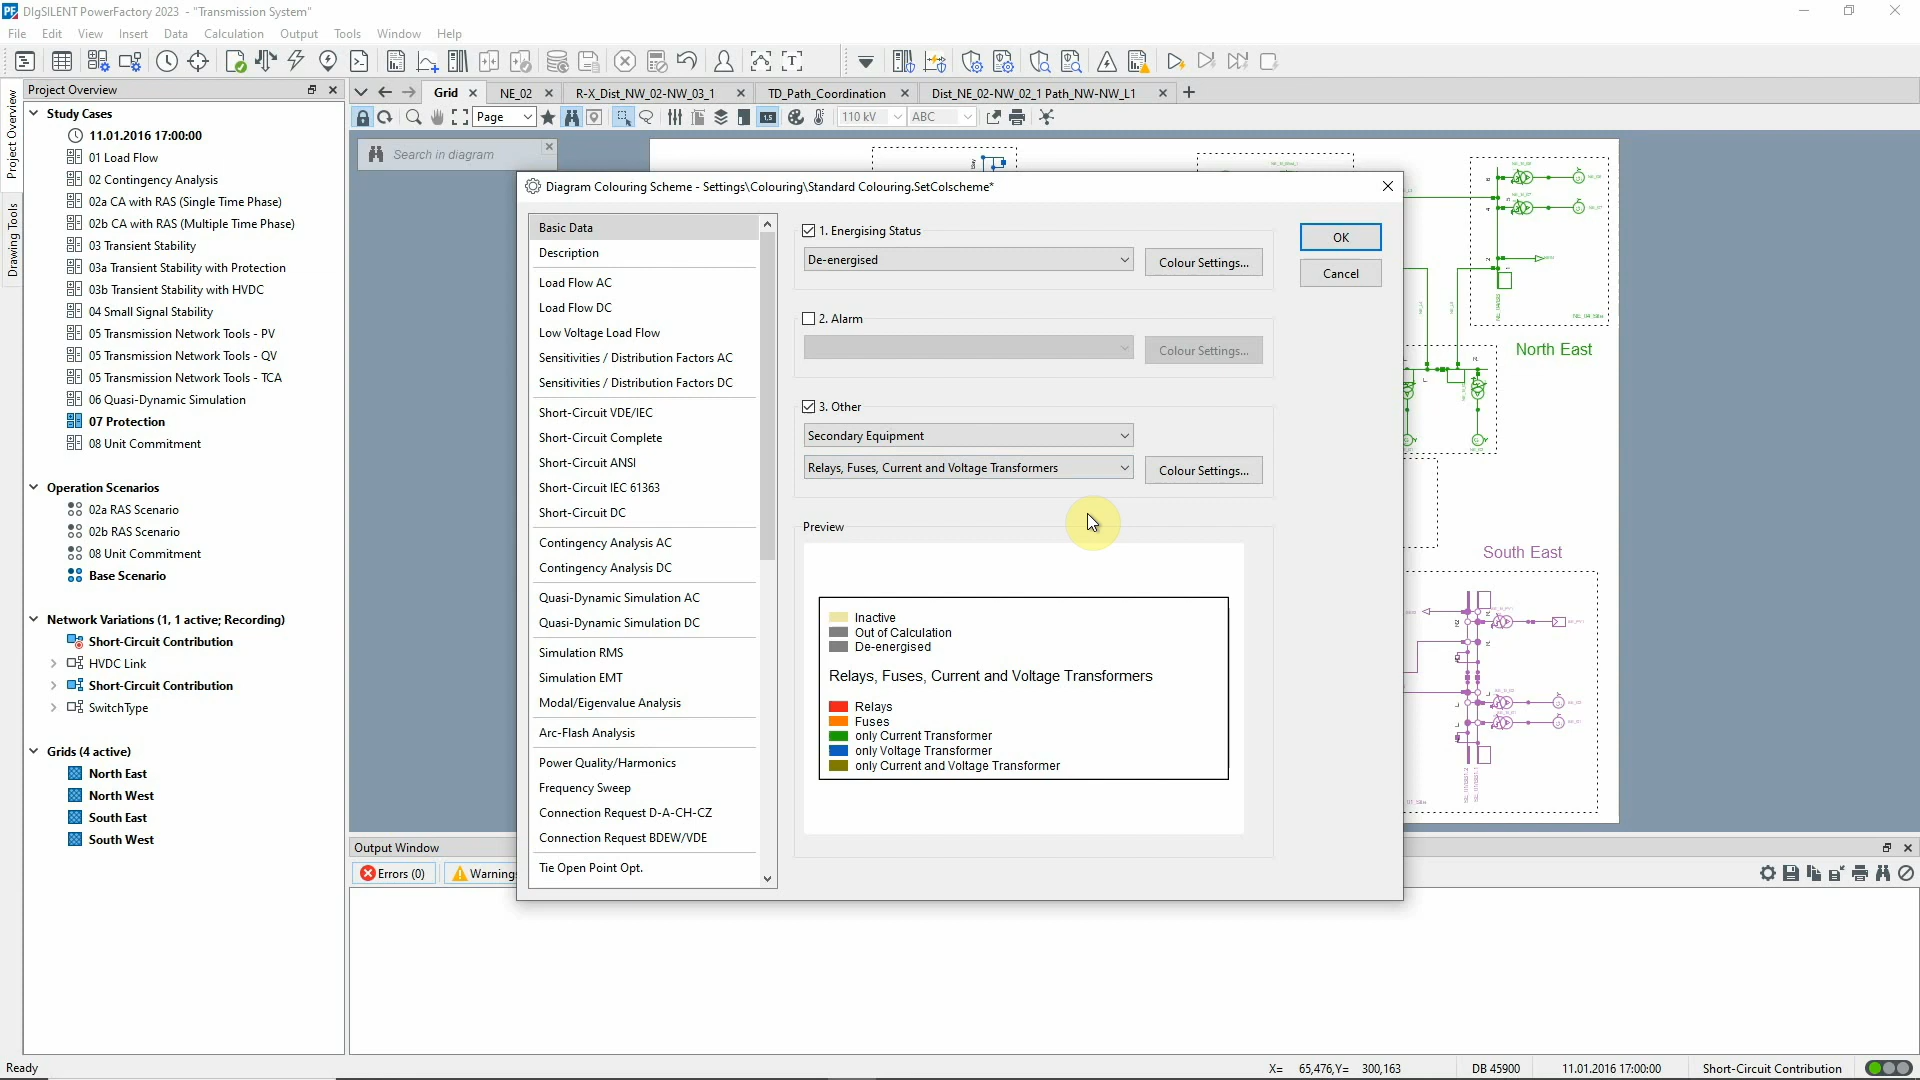 DIgSILENT PowerFactory 2023 - "Transmission System"
File Edit View Insert Data Calculation Output Tools Window Help
Project Overview
Grid
NE_02
R-X_Dist_NW_02-NW_03_1
TD_Path_Coordination
Dist_NE_02-NW_02_1 Path_NW-NW_L1
Page
1.5
110 kV
ABC
Search in diagram
Project Overview
Drawing Tools
Study Cases
11.01.2016 17:00:00
01 Load Flow
02 Contingency Analysis
02a CA with RAS (Single Time Phase)
02b CA with RAS (Multiple Time Phase)
03 Transient Stability
03a Transient Stability with Protection
03b Transient Stability with HVDC
04 Small Signal Stability
05 Transmission Network Tools - PV
05 Transmission Network Tools - QV
05 Transmission Network Tools - TCA
06 Quasi-Dynamic Simulation
07 Protection
08 Unit Commitment
Operation Scenarios
02a RAS Scenario
02b RAS Scenario
08 Unit Commitment
Base Scenario
Network Variations (1, 1 active; Recording)
Short-Circuit Contribution
HVDC Link
Short-Circuit Contribution
SwitchType
Grids (4 active)
North East
North West
South East
South West
Diagram Colouring Scheme - Settings\Colouring\Standard Colouring.SetColscheme*
Basic Data
Description
Load Flow AC
Load Flow DC
Low Voltage Load Flow
Sensitivities / Distribution Factors AC
Sensitivities / Distribution Factors DC
Short-Circuit VDE/IEC
Short-Circuit Complete
Short-Circuit ANSI
Short-Circuit IEC 61363
Short-Circuit DC
Contingency Analysis AC
Contingency Analysis DC
Quasi-Dynamic Simulation AC
Quasi-Dynamic Simulation DC
Simulation RMS
Simulation EMT
Modal/Eigenvalue Analysis
Arc-Flash Analysis
Power Quality/Harmonics
Frequency Sweep
Connection Request D-A-CH-CZ
Connection Request BDEW/VDE
Tie Open Point Opt.
1. Energising Status
De-energised
Colour Settings...
2. Alarm
Colour Settings...
3. Other
Secondary Equipment
Relays, Fuses, Current and Voltage Transformers
Colour Settings...
Preview
Inactive
Out of Calculation
De-energised
Relays, Fuses, Current and Voltage Transformers
Relays
Fuses
only Current Transformer
only Voltage Transformer
only Current and Voltage Transformer
OK
Cancel
North East
South East
Output Window
Errors (0)
Warning
Ready
X= 65,476,Y= 300,163
DB 45900
11.01.2016 17:00:00
Short-Circuit Contribution